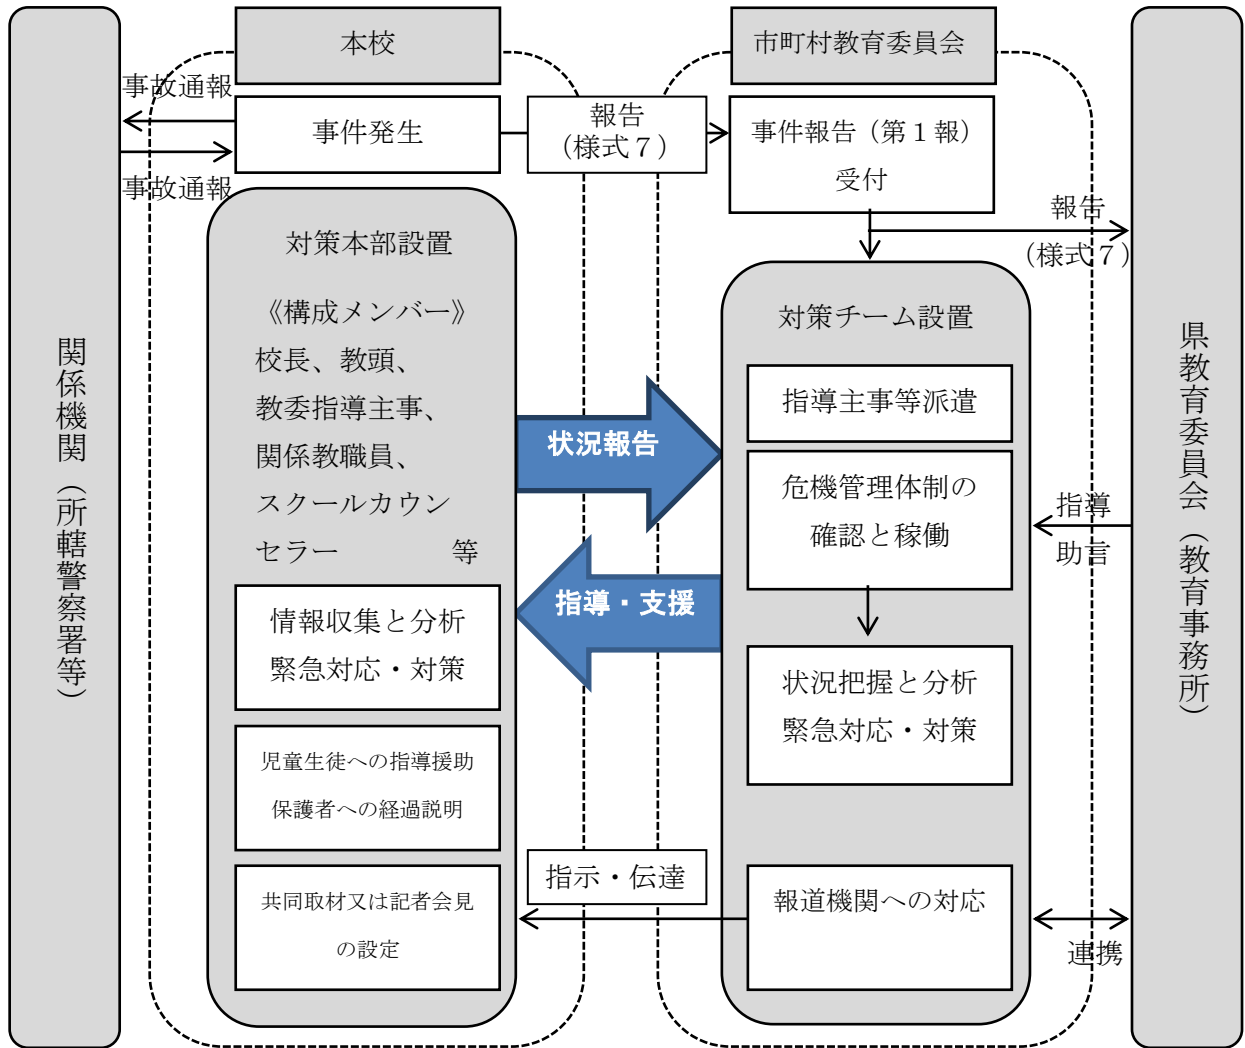 本校
市町村教育委員会
事故通報
事件発生
報告
（様式７）
事件報告（第１報）
受付
事故通報
報告
（様式７）
対策本部設置
《構成メンバー》
校長、教頭、
教委指導主事、
関係教職員、
スクールカウン
セラー　　　　等
対策チーム設置
指導主事等派遣
状況報告
危機管理体制の
確認と稼働
指導
助言
指導・支援
情報収集と分析
緊急対応・対策
状況把握と分析
緊急対応・対策
児童生徒への指導援助
保護者への経過説明
指示・伝達
共同取材又は記者会見
の設定
報道機関への対応
連携
関係機関（所轄警察署等）
県教育委員会（教育事務所）